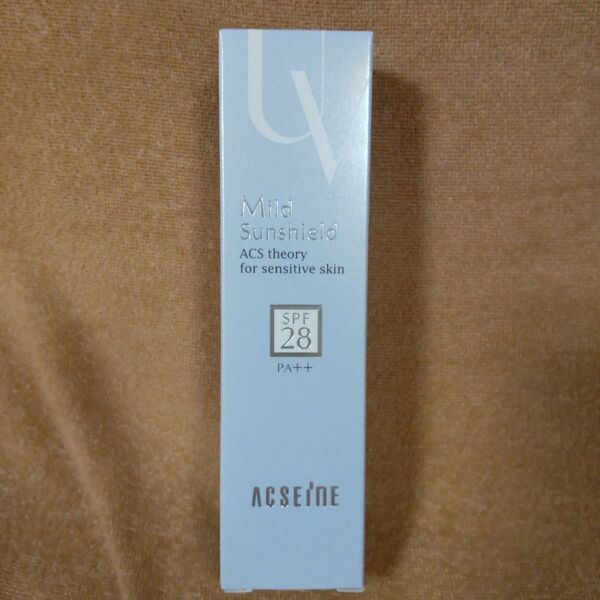 UV
Mild
Sunshield
ACS theory
for sensitive skin
SPF
28
PA++
ACSEINE